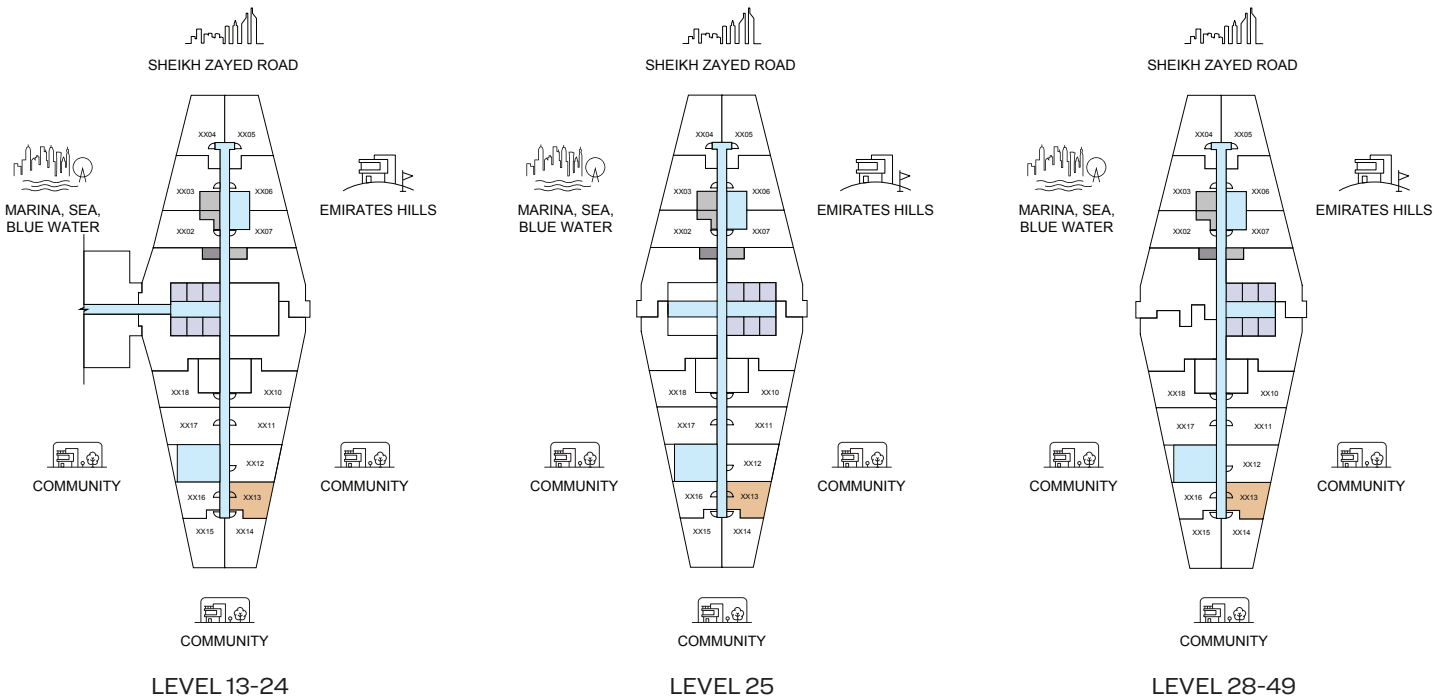 SHEIKH ZAYED ROAD
XX04 XX05
MARINA, SEA,
BLUE WATER
XX03 XX06
EMIRATES HILLS
XX02 XX07
XX18 XX10
XX17 XX11
COMMUNITY
XX12
COMMUNITY
XX16 XX13
XX15 XX14
COMMUNITY
LEVEL 13-24
SHEIKH ZAYED ROAD
XX04 XX05
MARINA, SEA,
BLUE WATER
XX03 XX06
EMIRATES HILLS
XX02 XX07
XX18 XX10
XX17 XX11
COMMUNITY
XX12
COMMUNITY
XX16 XX13
XX15 XX14
COMMUNITY
LEVEL 25
SHEIKH ZAYED ROAD
XX04 XX05
MARINA, SEA,
BLUE WATER
XX03 XX06
EMIRATES HILLS
XX02 XX07
XX18 XX10
XX17 XX11
COMMUNITY
XX12
COMMUNITY
XX16 XX13
XX15 XX14
COMMUNITY
LEVEL 28-49